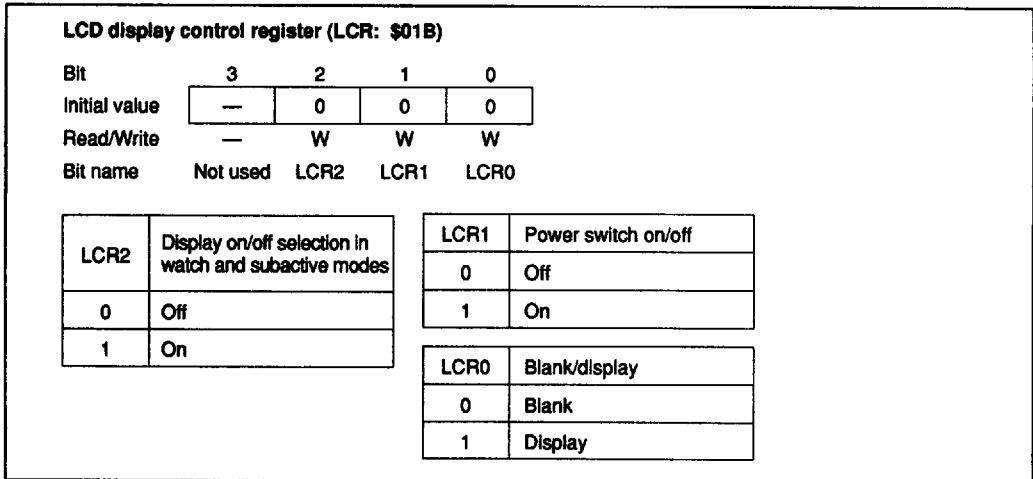 LCD display control register (LCR: $01B)
Bit 3 2 1 0
Initial value — 0 0 0
Read/Write — W W W
Bit name Not used LCR2 LCR1 LCR0
LCR2 Display on/off selection in
watch and subactive modes
0 Off
1 On
LCR1 Power switch on/off
0 Off
1 On
LCR0 Blank/display
0 Blank
1 Display